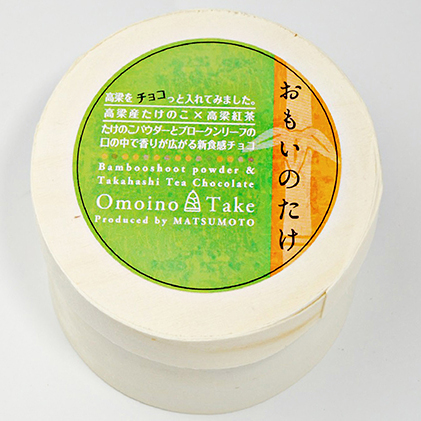 おもいのたけ
高梁をチョコっと入れてみました。
高梁産たけのこ×高梁紅茶
たけのこパウダーとブロークンリーフの
口の中で香りが広がる新食感チョコ
Bambooshoot powder &
Takahashi Tea Chocolate
Omoino Take
Produced by MATSUMOTO